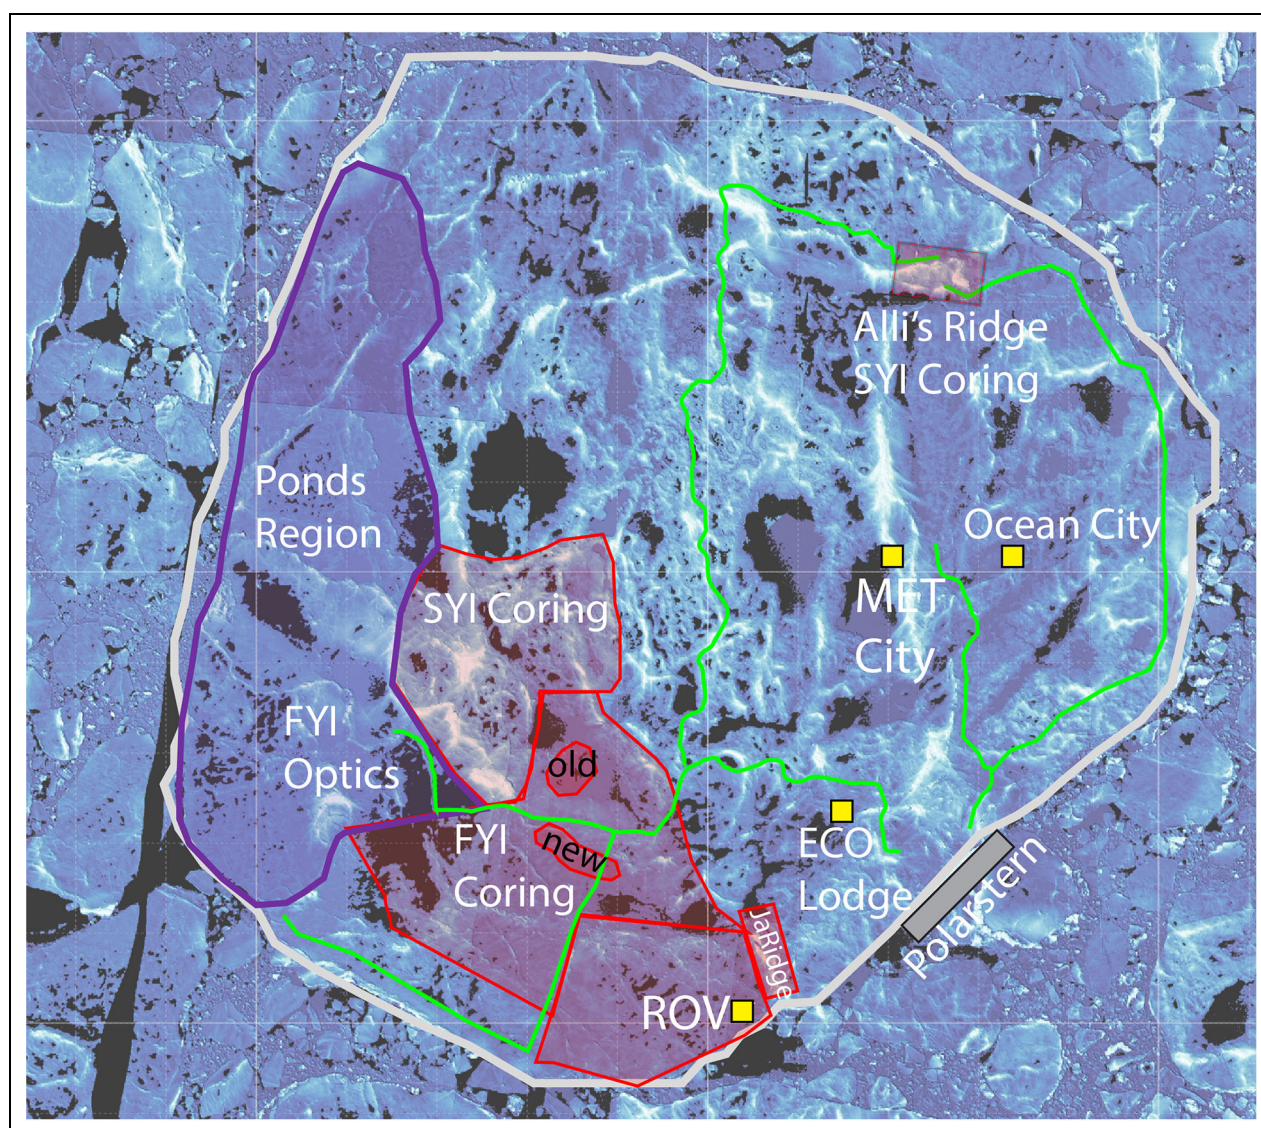 Alli's Ridge
SYI Coring
Ponds
Region
Ocean City
SYI Coring
MET
City
FYI
Optics
old
FYI
Coring
new
ECO
Lodge
Polarstern
JaRidge
ROV